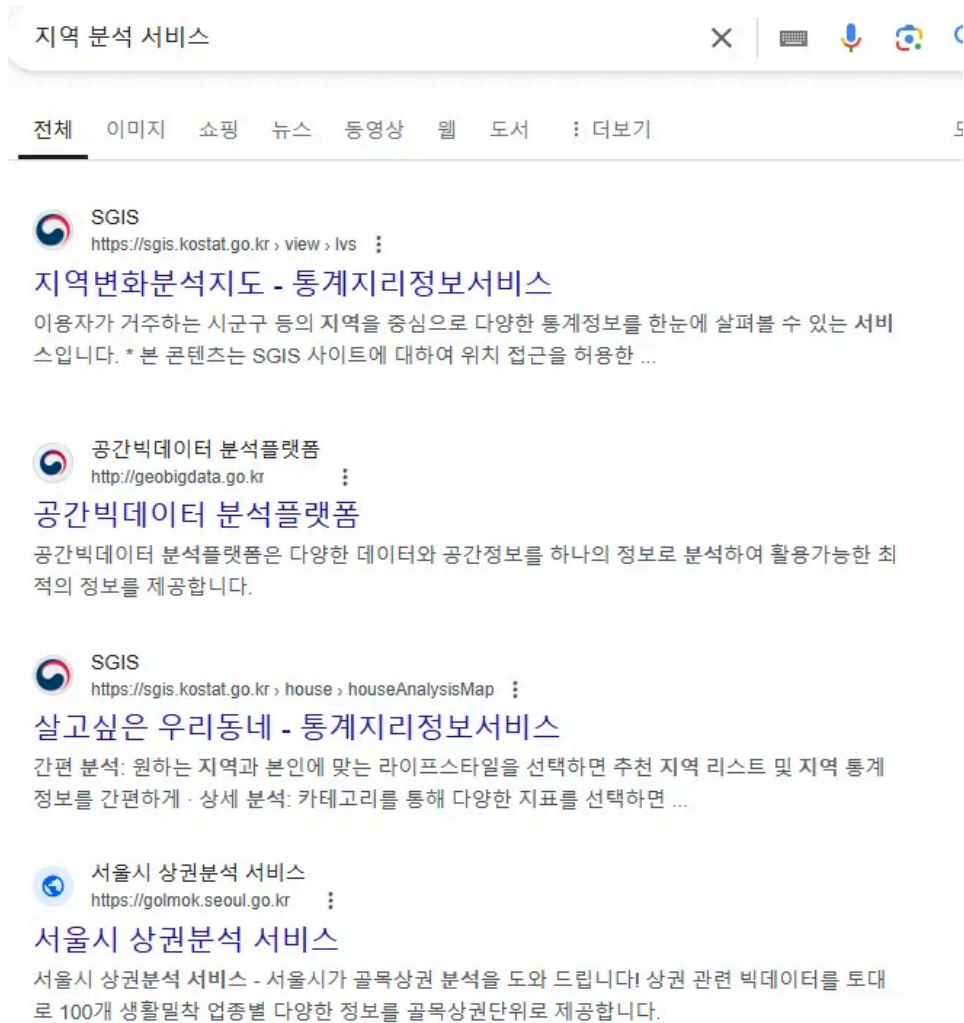 지역 분석 서비스
전체 이미지 쇼핑 뉴스 동영상 웹 도서 ⋮ 더보기
SGIS
https://sgis.kostat.go.kr › view › lvs
지역변화분석지도 - 통계지리정보서비스
이용자가 거주하는 시군구 등의 지역을 중심으로 다양한 통계정보를 한눈에 살펴볼 수 있는 서비
스입니다. * 본 콘텐츠는 SGIS 사이트에 대하여 위치 접근을 허용한 ...
공간빅데이터 분석플랫폼
http://geobigdata.go.kr
공간빅데이터 분석플랫폼
공간빅데이터 분석플랫폼은 다양한 데이터와 공간정보를 하나의 정보로 분석하여 활용가능한 최
적의 정보를 제공합니다.
SGIS
https://sgis.kostat.go.kr › house › houseAnalysisMap
살고싶은 우리동네 - 통계지리정보서비스
간편 분석: 원하는 지역과 본인에 맞는 라이프스타일을 선택하면 추천 지역 리스트 및 지역 통계
정보를 간편하게 · 상세 분석: 카테고리를 통해 다양한 지표를 선택하면 ...
서울시 상권분석 서비스
https://golmok.seoul.go.kr
서울시 상권분석 서비스
서울시 상권분석 서비스 - 서울시가 골목상권 분석을 도와 드립니다! 상권 관련 빅데이터를 토대
로 100개 생활밀착 업종별 다양한 정보를 골목상권단위로 제공합니다.